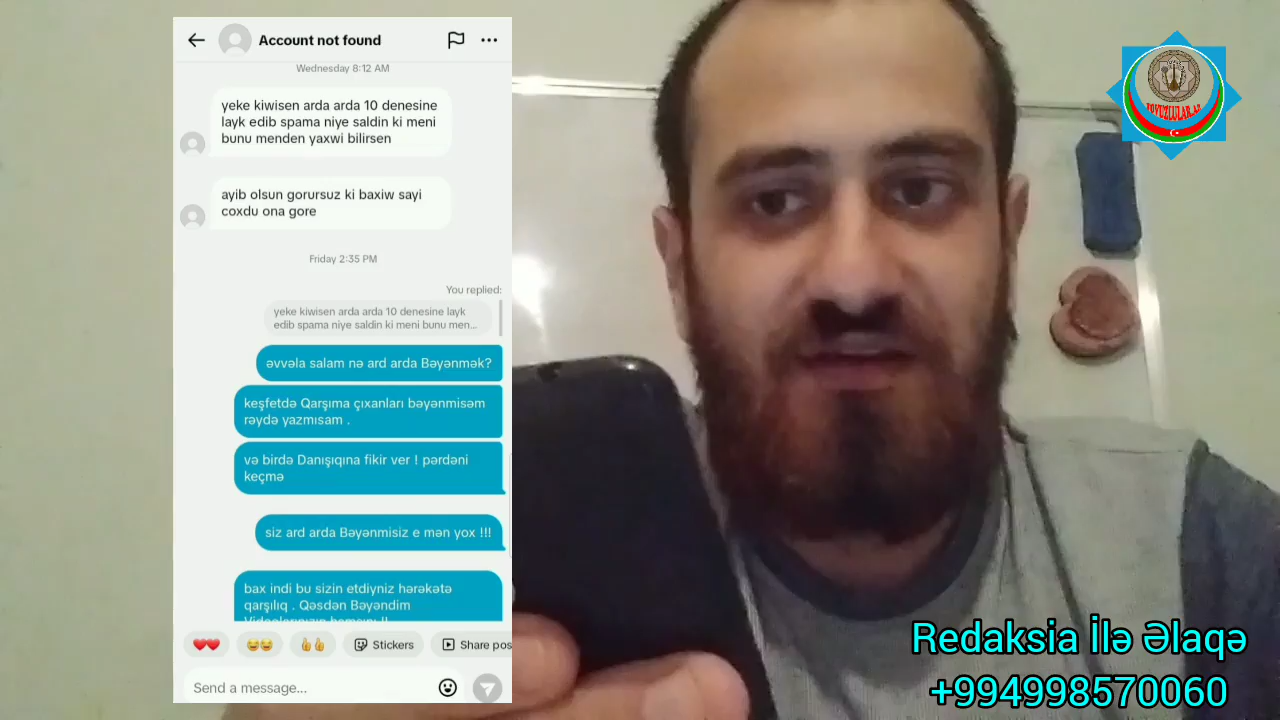 Account not found
Wednesday 8:12 AM
yeke kiwisen arda arda 10 denesine
layk edib spama niye saldin ki meni
bunu menden yaxwi bilirsen
ayib olsun gorursuz ki baxiw sayi
coxdu ona gore
Friday 2:35 PM
You replied:
yeke kiwisen arda arda 10 denesine layk
edib spama niye saldin ki meni bunu men...
əvvəla salam nə ard arda Bəyənmək?
keşfetdə Qarşıma çıxanları bəyənmisəm
rəydə yazmısam .
və birdə Danışıqına fikir ver ! pərdəni
keçmə
siz ard arda Bəyənmisiz e mən yox !!!
bax indi bu sizin etdiyniz hərəkətə
qarşılıq . Qəsdən Bəyəndim
Videolarınızın hamsını !!
Stickers
Share pos
Send a message...
TOVUZLULAR.AZ
Redaksia İlə Əlaqə
+994998570060